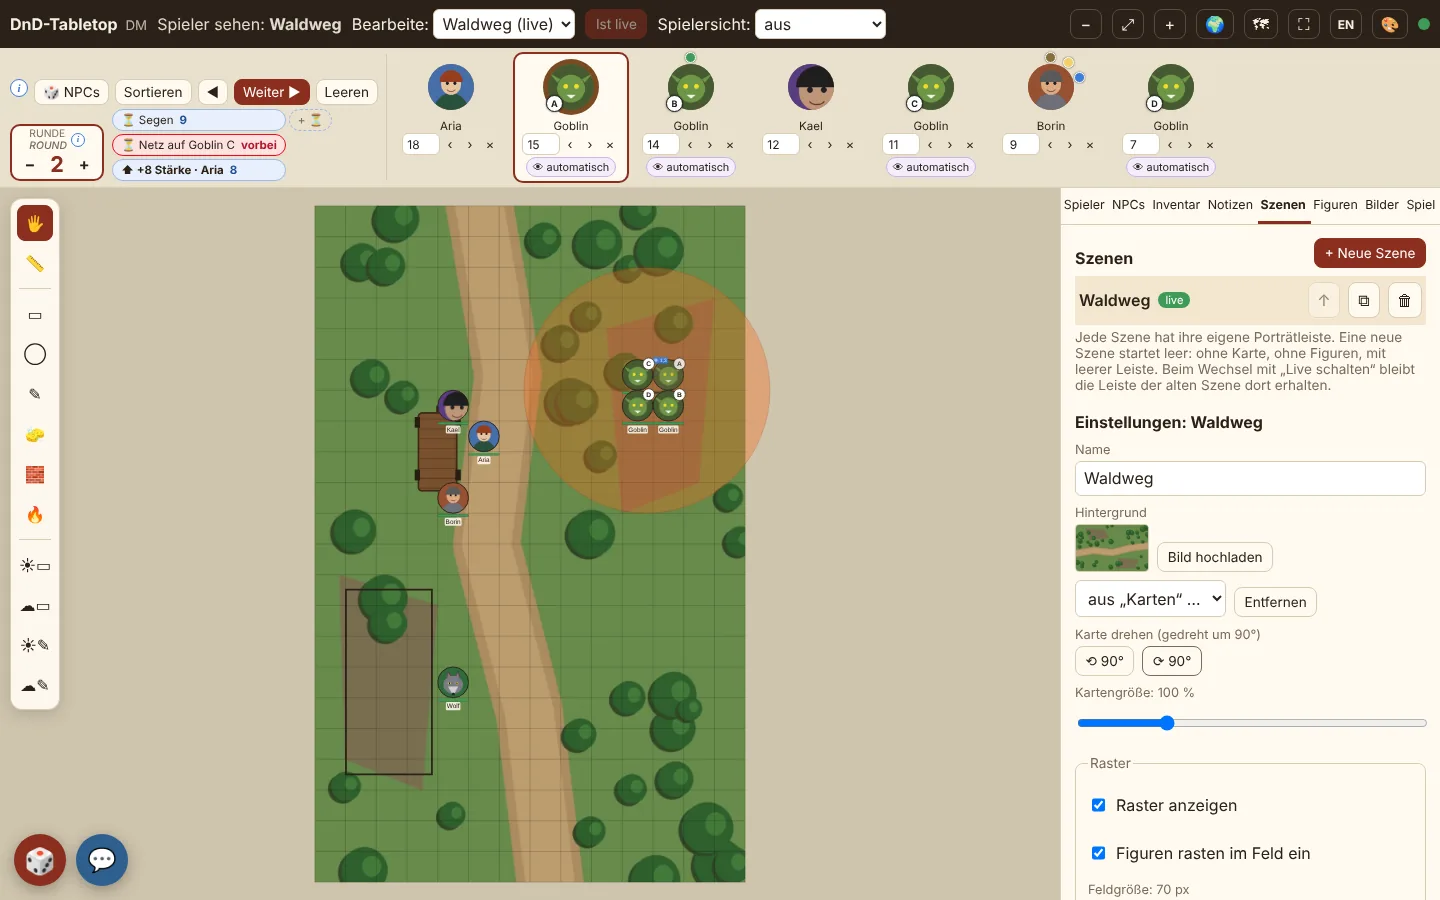 DnD-Tabletop DM Spieler sehen: Waldweg Bearbeite: Waldweg (live) Ist live Spielersicht: aus − + EN
NPCs Sortieren ◀ Weiter ▶ Leeren
RUNDE
ROUND
− 2 +
Segen 9
+
Netz auf Goblin C vorbei
+8 Stärke · Aria 8
Aria
18 ‹ › ×
A
Goblin
15 ‹ › ×
automatisch
B
Goblin
14 ‹ › ×
automatisch
Kael
12 ‹ › ×
C
Goblin
11 ‹ › ×
automatisch
Borin
9 ‹ › ×
D
Goblin
7 ‹ › ×
automatisch
C A
D B
Goblin Goblin
Kael
Aria
Borin
Wolf
Spieler NPCs Inventar Notizen Szenen Figuren Bilder Spiel
Szenen + Neue Szene
Waldweg live
Jede Szene hat ihre eigene Porträtleiste. Eine neue
Szene startet leer: ohne Karte, ohne Figuren, mit
leerer Leiste. Beim Wechsel mit „Live schalten“ bleibt
die Leiste der alten Szene dort erhalten.
Einstellungen: Waldweg
Name
Waldweg
Hintergrund
Bild hochladen
aus „Karten“ ... Entfernen
Karte drehen (gedreht um 90°)
⟲ 90° ⟳ 90°
Kartengröße: 100 %
Raster
Raster anzeigen
Figuren rasten im Feld ein
Feldgröße: 70 px